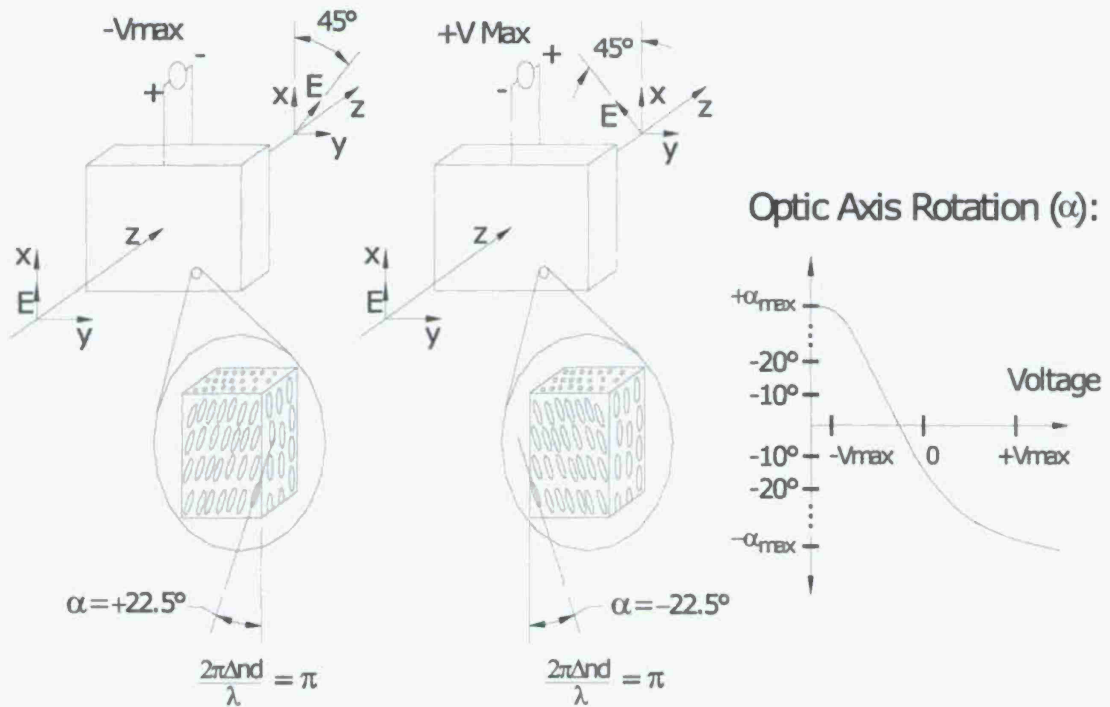 -Vmax
45°
-
+
x
E
z
y
z
x
E
y
α=+22.5°
2πΔnd/λ = π
+V Max
45°
+
-
x
E
z
y
z
x
E
y
α=-22.5°
2πΔnd/λ = π
Optic Axis Rotation (α):
+αmax
-20°
-10°
Voltage
-Vmax 0 +Vmax
-10°
-20°
-αmax